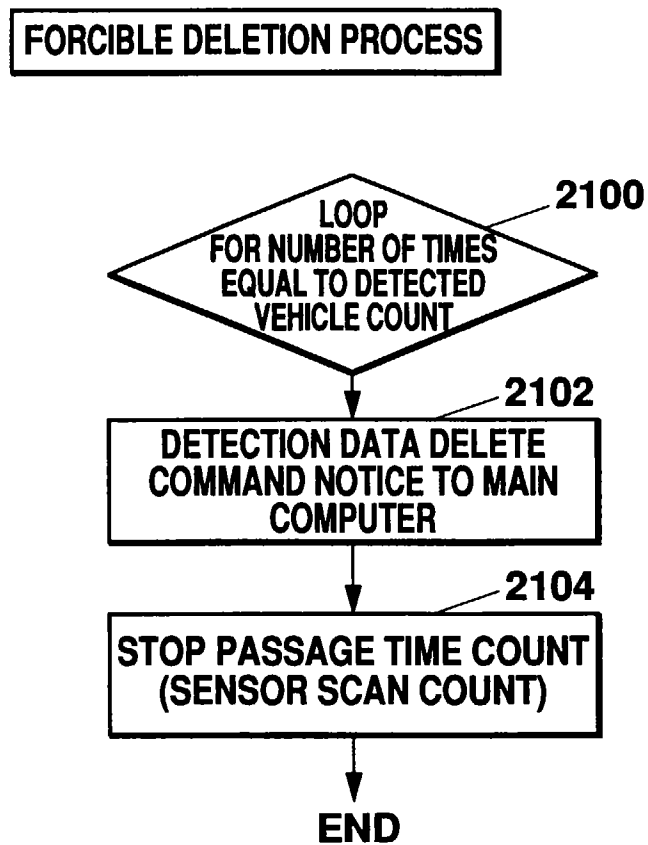 FORCIBLE DELETION PROCESS
2100
LOOP
FOR NUMBER OF TIMES
EQUAL TO DETECTED
VEHICLE COUNT
2102
DETECTION DATA DELETE
COMMAND NOTICE TO MAIN
COMPUTER
2104
STOP PASSAGE TIME COUNT
(SENSOR SCAN COUNT)
END